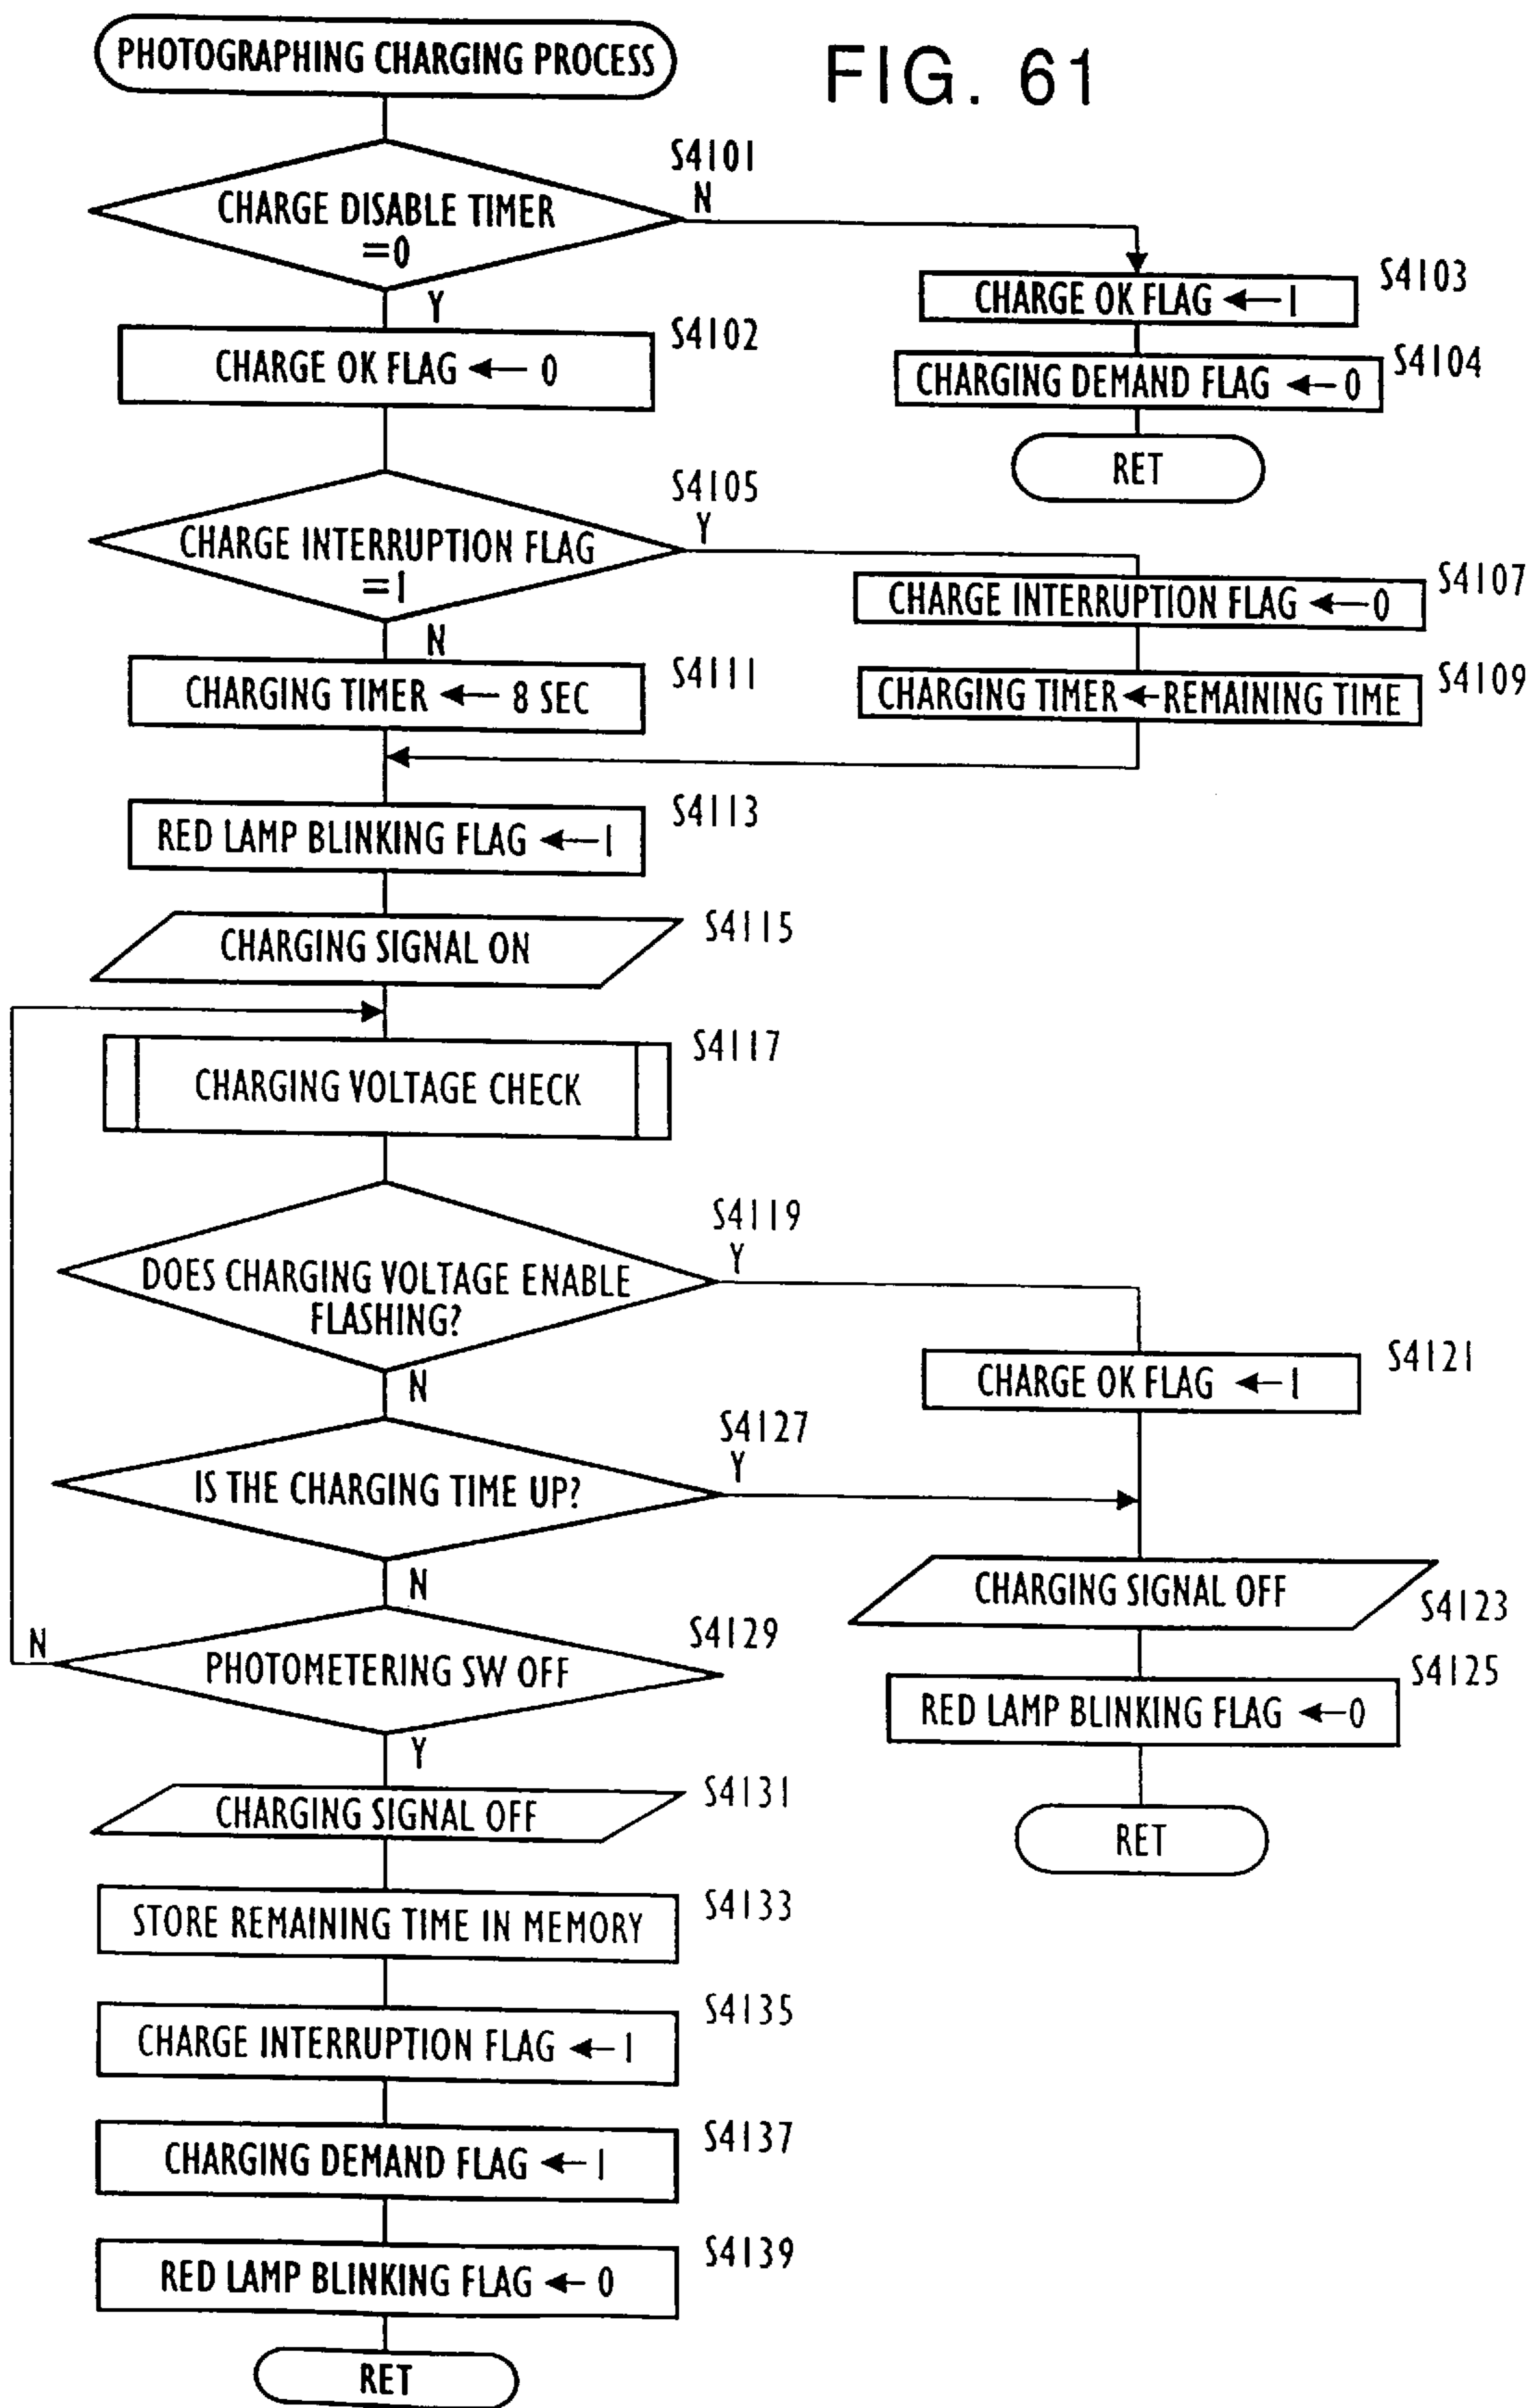 PHOTOGRAPHING CHARGING PROCESS
FIG. 61
S4101
CHARGE DISABLE TIMER
=0
N
Y
S4103
CHARGE OK FLAG ← 1
S4102
CHARGE OK FLAG ← 0
S4104
CHARGING DEMAND FLAG ← 0
RET
S4105
CHARGE INTERRUPTION FLAG
=1
Y
N
S4107
CHARGE INTERRUPTION FLAG ← 0
S4111
CHARGING TIMER ← 8 SEC
S4109
CHARGING TIMER ← REMAINING TIME
S4113
RED LAMP BLINKING FLAG ← 1
S4115
CHARGING SIGNAL ON
S4117
CHARGING VOLTAGE CHECK
S4119
DOES CHARGING VOLTAGE ENABLE
FLASHING?
Y
N
S4121
CHARGE OK FLAG ← 1
S4127
IS THE CHARGING TIME UP?
Y
N
CHARGING SIGNAL OFF
S4123
S4129
PHOTOMETERING SW OFF
N
Y
S4125
RED LAMP BLINKING FLAG ← 0
RET
S4131
CHARGING SIGNAL OFF
S4133
STORE REMAINING TIME IN MEMORY
S4135
CHARGE INTERRUPTION FLAG ← 1
S4137
CHARGING DEMAND FLAG ← 1
S4139
RED LAMP BLINKING FLAG ← 0
RET